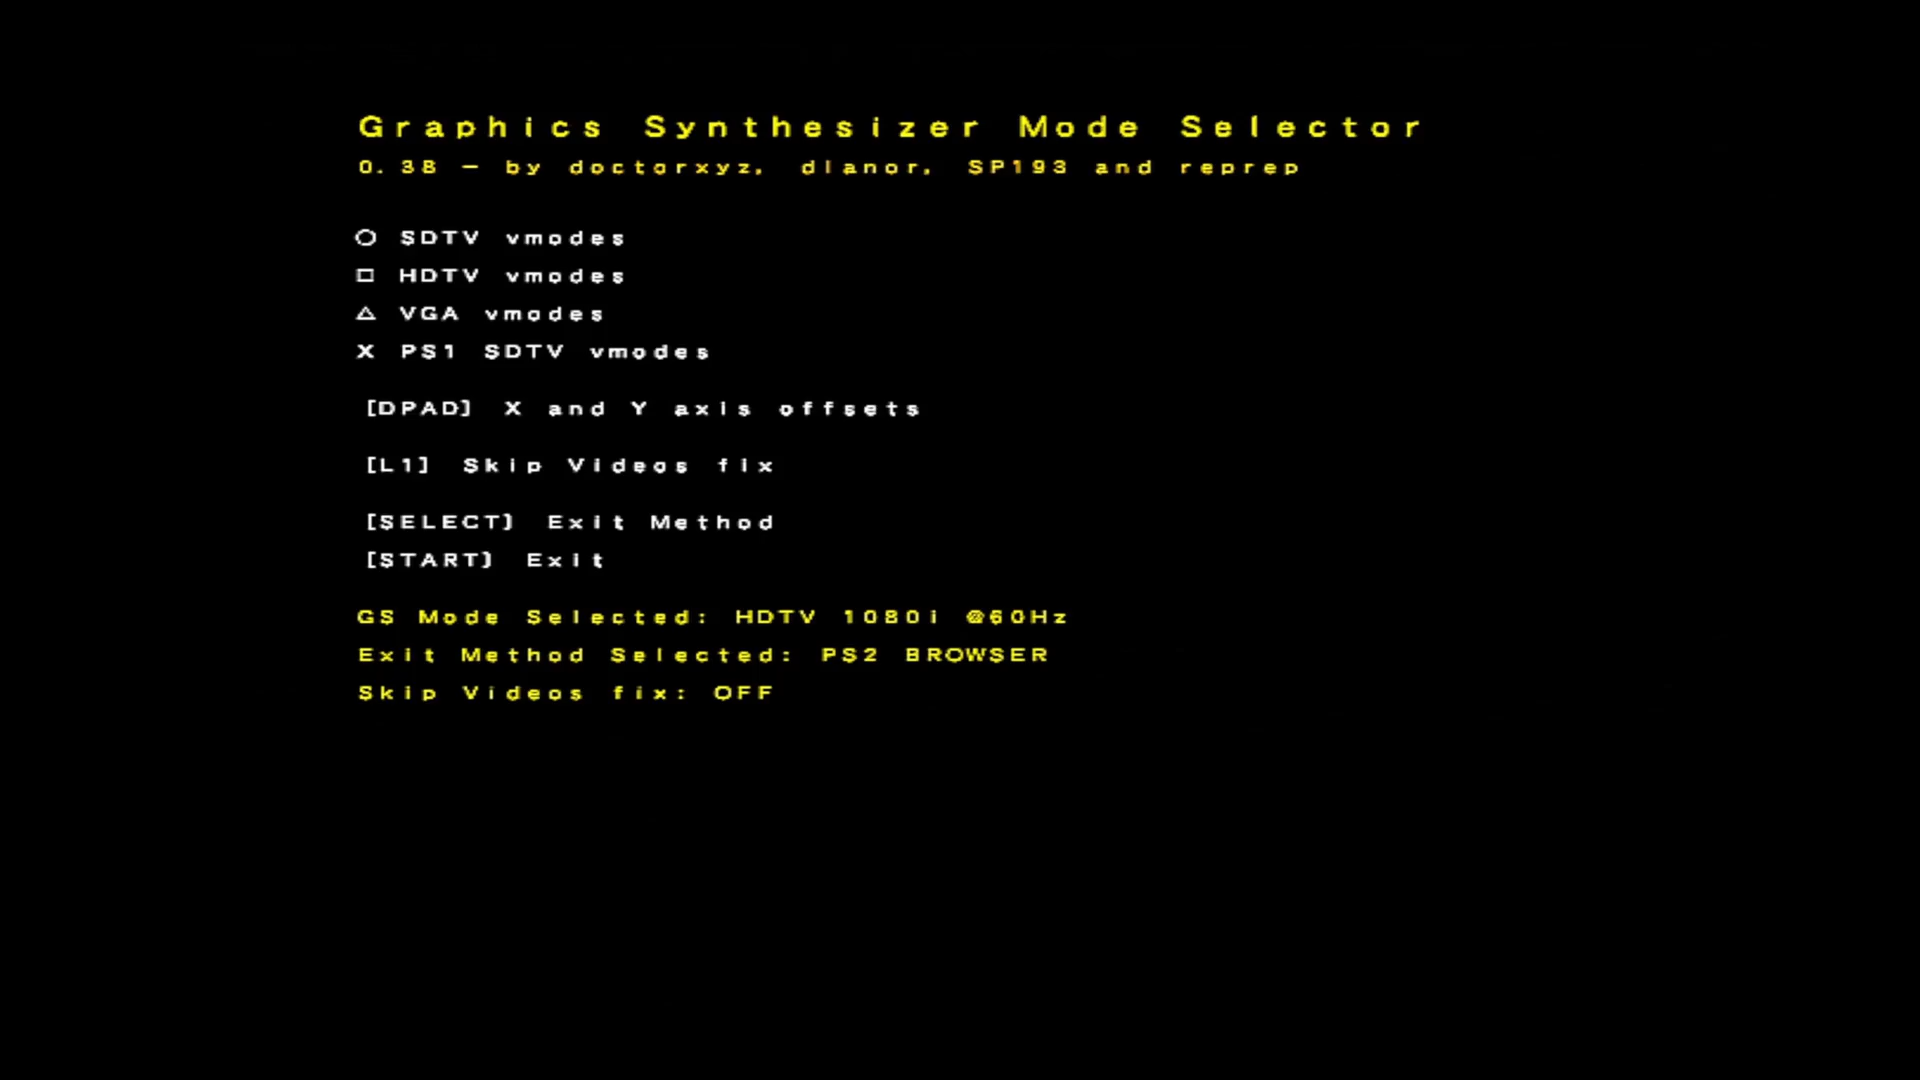 Graphics Synthesizer Mode Selector
0.38 – by doctorxyz, dlanor, SP193 and reprep
○ SDTV vmodes
□ HDTV vmodes
△ VGA vmodes
X PS1 SDTV vmodes
[DPAD] X and Y axis offsets
[L1] Skip Videos fix
[SELECT] Exit Method
[START] Exit
GS Mode Selected: HDTV 1080i @60Hz
Exit Method Selected: PS2 BROWSER
Skip Videos fix: OFF